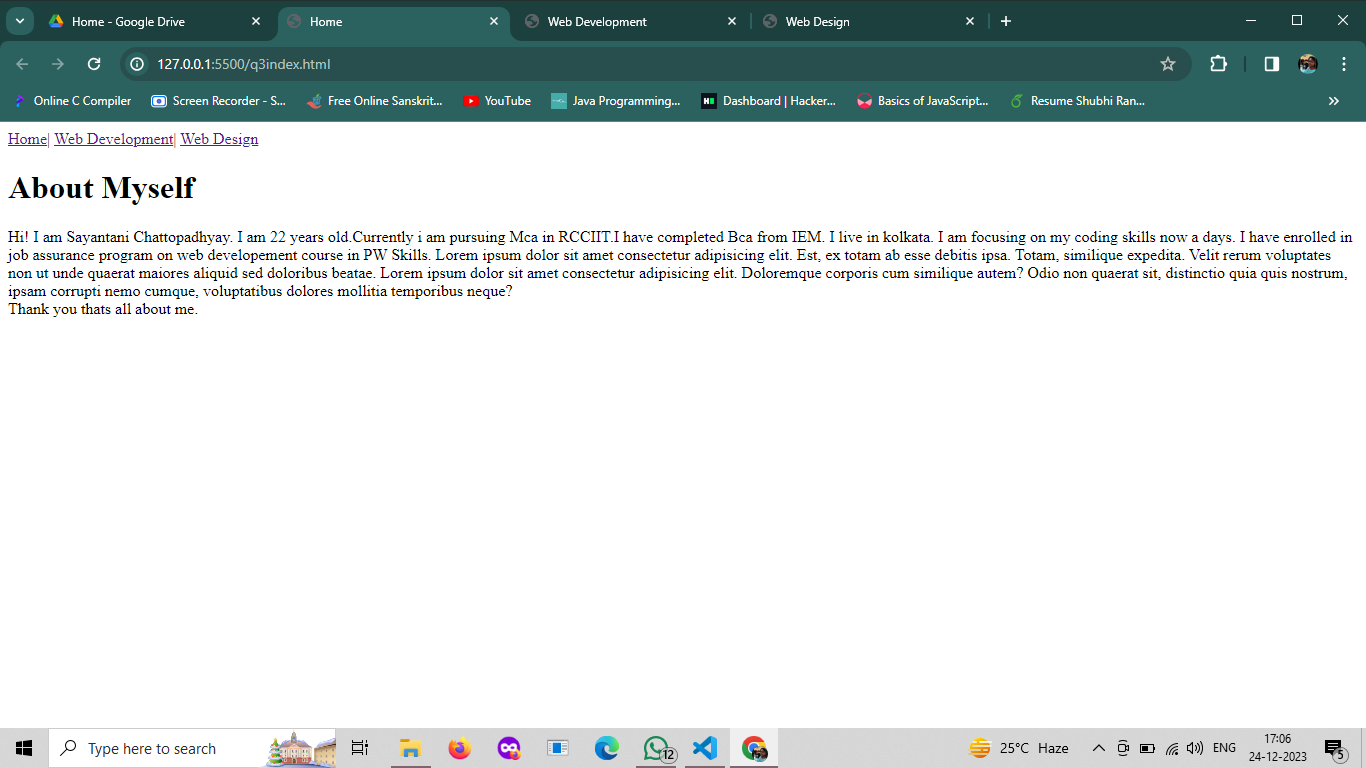 Home - Google Drive
Home
Web Development
Web Design
127.0.0.1:5500/q3index.html
Online C Compiler
Screen Recorder - S...
Free Online Sanskrit...
YouTube
Java Programming...
Dashboard | Hacker...
Basics of JavaScript...
Resume Shubhi Ran...
Home| Web Development| Web Design
About Myself
Hi! I am Sayantani Chattopadhyay. I am 22 years old.Currently i am pursuing Mca in RCCIIT.I have completed Bca from IEM. I live in kolkata. I am focusing on my coding skills now a days. I have enrolled in
job assurance program on web developement course in PW Skills. Lorem ipsum dolor sit amet consectetur adipisicing elit. Est, ex totam ab esse debitis ipsa. Totam, similique expedita. Velit rerum voluptates
non ut unde quaerat maiores aliquid sed doloribus beatae. Lorem ipsum dolor sit amet consectetur adipisicing elit. Doloremque corporis cum similique autem? Odio non quaerat sit, distinctio quia quis nostrum,
ipsam corrupti nemo cumque, voluptatibus dolores mollitia temporibus neque?
Thank you thats all about me.
Type here to search
12
25°C Haze
ENG
17:06
24-12-2023
5